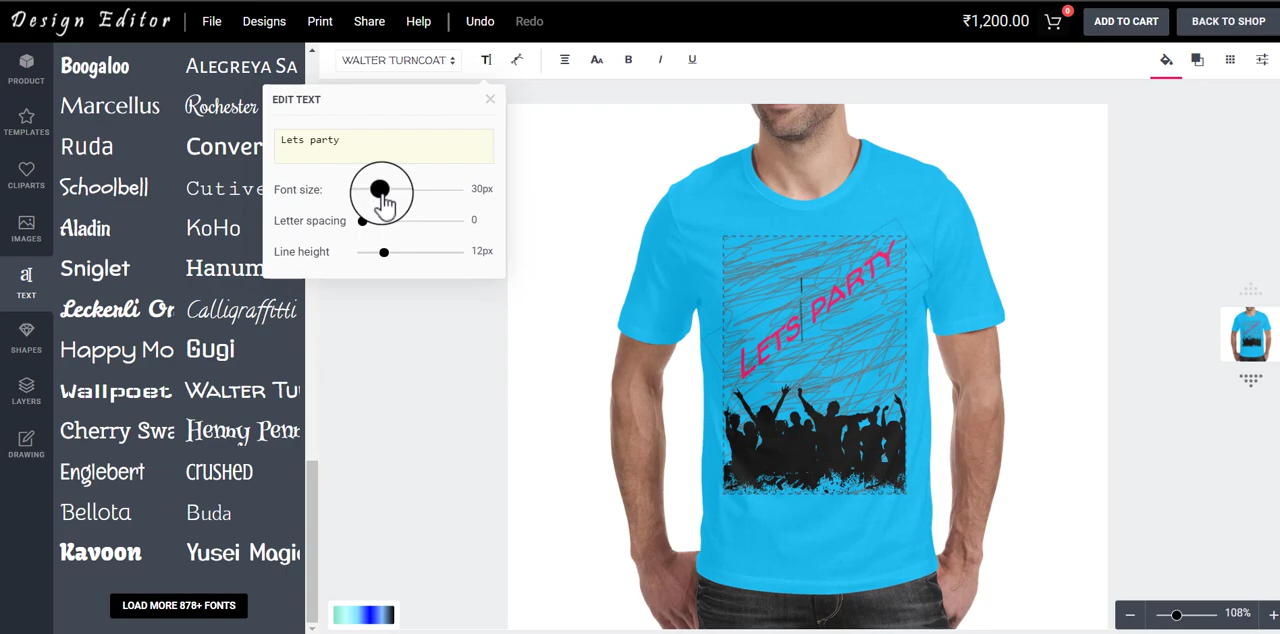 Design Editor File Designs Print Share Help Undo Redo ₹1,200.00 0 ADD TO CART BACK TO SHOP
PRODUCT
TEMPLATES
CLIPARTS
IMAGES
TEXT
SHAPES
LAYERS
DRAWING
Boogaloo ALEGREYA SA
Marcellus Rochester
Ruda Conver
Schoolbell Cutive
Aladin KoHo
Sniglet Hanum
Leckerli On Calligraffitti
Happy Mo Gugi
Wallpoet WALTER TU
Cherry Swa Henny Penn
Englebert CRUSHED
Bellota Buda
Kavoon Yusei Magic
LOAD MORE 878+ FONTS
WALTER TURNCOAT
EDIT TEXT
Lets party
Font size: 30px
Letter spacing 0
Line height 12px
LETS PARTY
108%